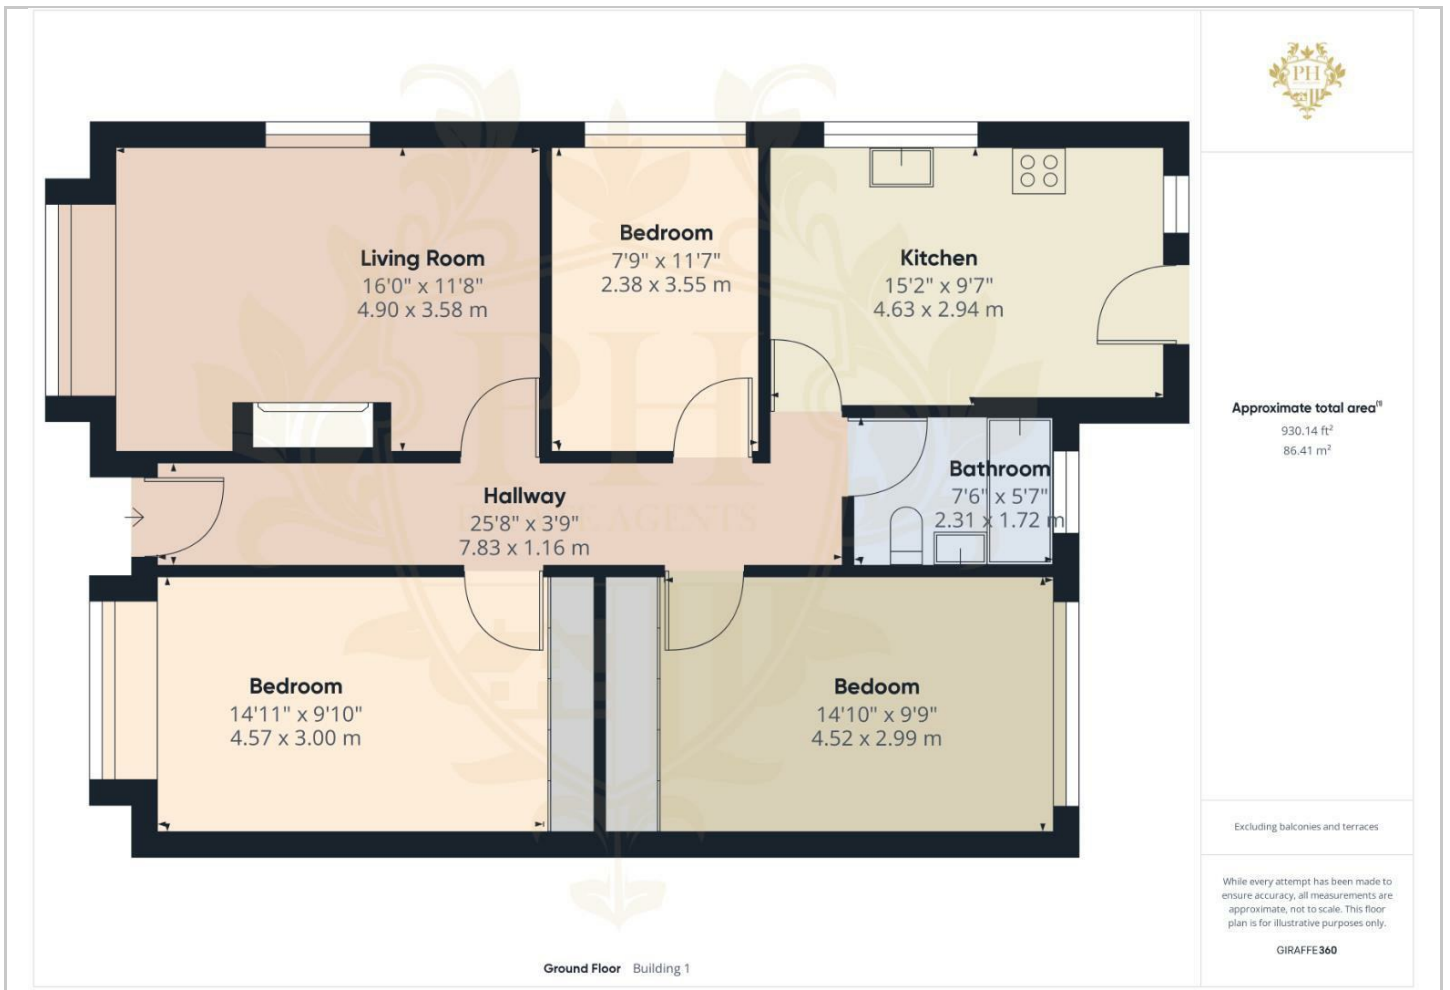 PH
Living Room
16'0" x 11'8"
4.90 x 3.58 m
Bedroom
7'9" x 11'7"
2.38 x 3.55 m
Kitchen
15'2" x 9'7"
4.63 x 2.94 m
PH
Hallway
25'8" x 3'9"
7.83 x 1.16 m
AGENTS
Bathroom
7'6" x 5'7"
2.31 x 1.72 m
Bedroom
14'11" x 9'10"
4.57 x 3.00 m
Bedoom
14'10" x 9'9"
4.52 x 2.99 m
Ground Floor Building 1
Approximate total area⁽¹⁾
930.14 ft²
86.41 m²
Excluding balconies and terraces
While every attempt has been made to
ensure accuracy, all measurements are
approximate, not to scale. This floor
plan is for illustrative purposes only.
GIRAFFE360